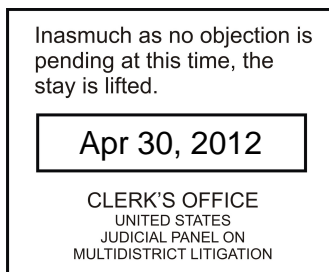 Inasmuch as no objection is
pending at this time, the
stay is lifted.
Apr 30, 2012
CLERK'S OFFICE
UNITED STATES
JUDICIAL PANEL ON
MULTIDISTRICT LITIGATION